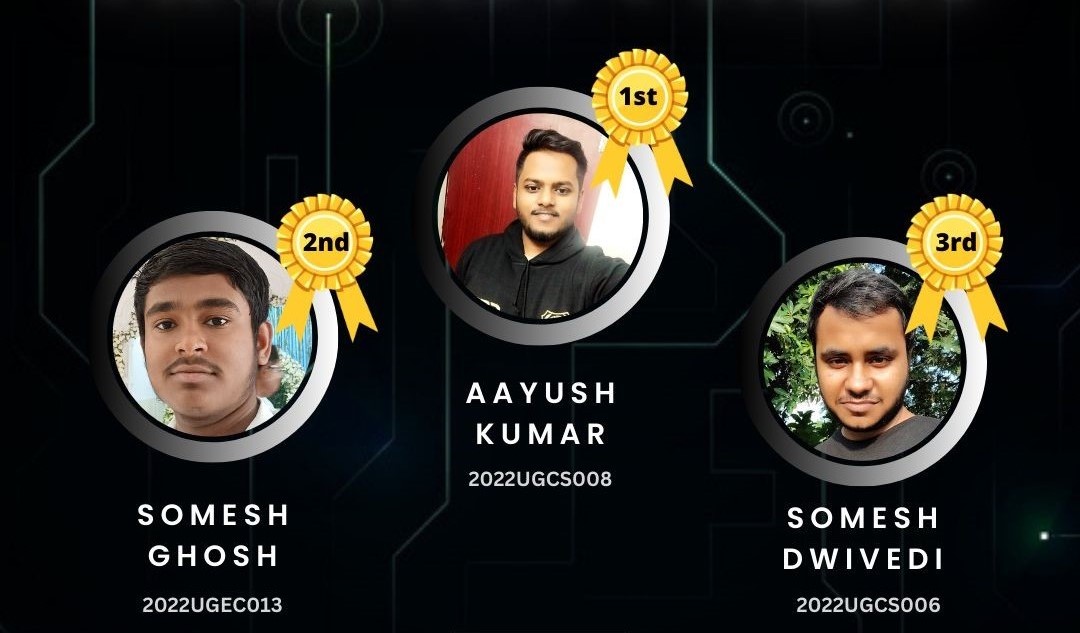 1st
AAYUSH
KUMAR
2022UGCS008
2nd
SOMESH
GHOSH
2022UGEC013
3rd
SOMESH
DWIVEDI
2022UGCS006